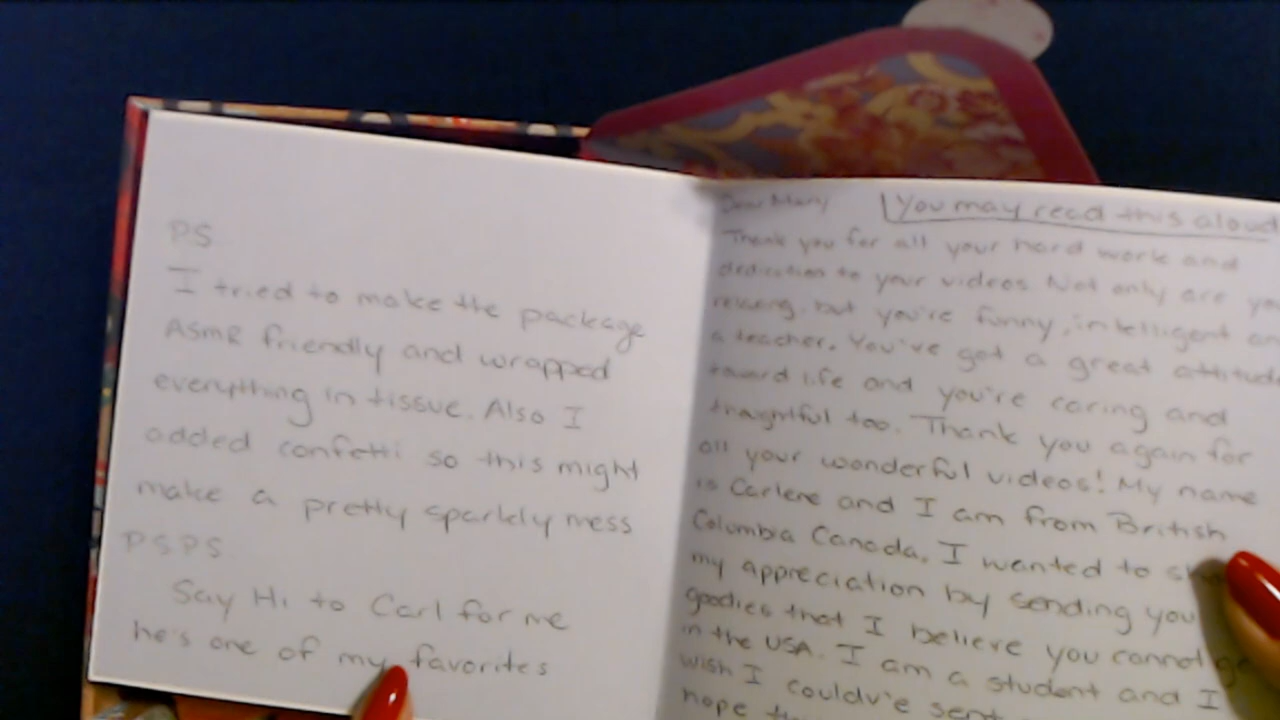 PS
I tried to make the package
ASMR friendly and wrapped
everything in tissue. Also I
added confetti so this might
make a pretty sparkly mess
PSPS
Say Hi to Carl for me
he's one of my favorites
Dear Mary
You may read this aloud
Thank you for all your hard work and
dedication to your videos. Not only are
relaxing, but you're funny, intelligent
a teacher. You've got a great attitude
toward life and you're caring and
thoughtful too. Thank you again for
all your wonderful videos! My name
is Carlene and I am from British
Columbia Canada. I wanted to
my appreciation by sending you
goodies that I believe you cannot
in the USA. I am a student and I
wish I couldv'e sent
hope